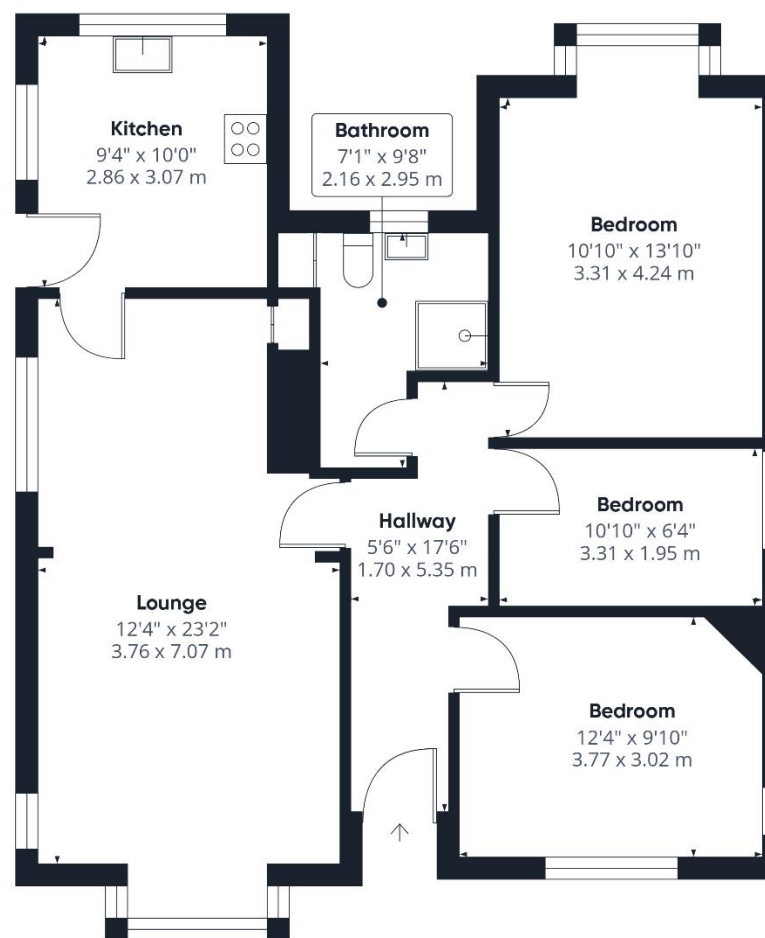 Kitchen
9'4" x 10'0"
2.86 x 3.07 m
Bathroom
7'1" x 9'8"
2.16 x 2.95 m
Bedroom
10'10" x 13'10"
3.31 x 4.24 m
Bedroom
10'10" x 6'4"
3.31 x 1.95 m
Hallway
5'6" x 17'6"
1.70 x 5.35 m
Lounge
12'4" x 23'2"
3.76 x 7.07 m
Bedroom
12'4" x 9'10"
3.77 x 3.02 m